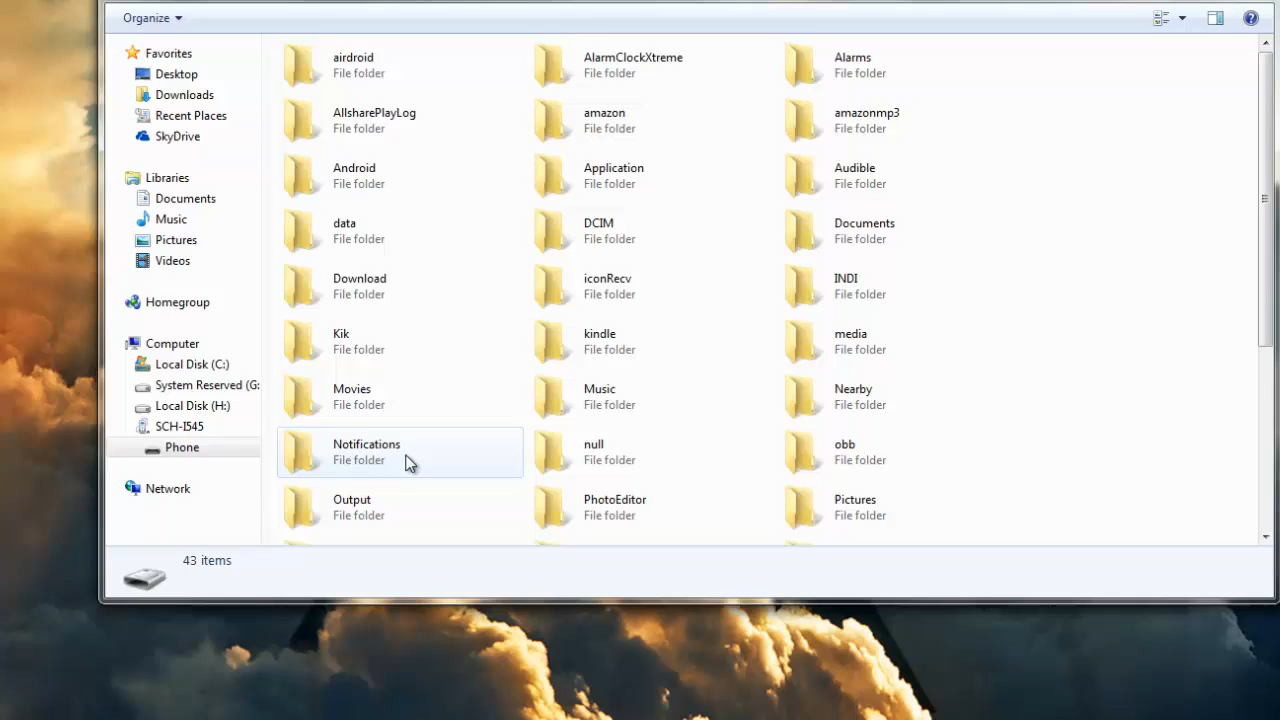 Organize
Favorites
Desktop
Downloads
Recent Places
SkyDrive
Libraries
Documents
Music
Pictures
Videos
Homegroup
Computer
Local Disk (C:)
System Reserved (G:
Local Disk (H:)
SCH-I545
Phone
Network
airdroid
File folder
AlarmClockXtreme
File folder
Alarms
File folder
AllsharePlayLog
File folder
amazon
File folder
amazonmp3
File folder
Android
File folder
Application
File folder
Audible
File folder
data
File folder
DCIM
File folder
Documents
File folder
Download
File folder
iconRecv
File folder
INDI
File folder
Kik
File folder
kindle
File folder
media
File folder
Movies
File folder
Music
File folder
Nearby
File folder
Notifications
File folder
null
File folder
obb
File folder
Output
File folder
PhotoEditor
File folder
Pictures
File folder
43 items